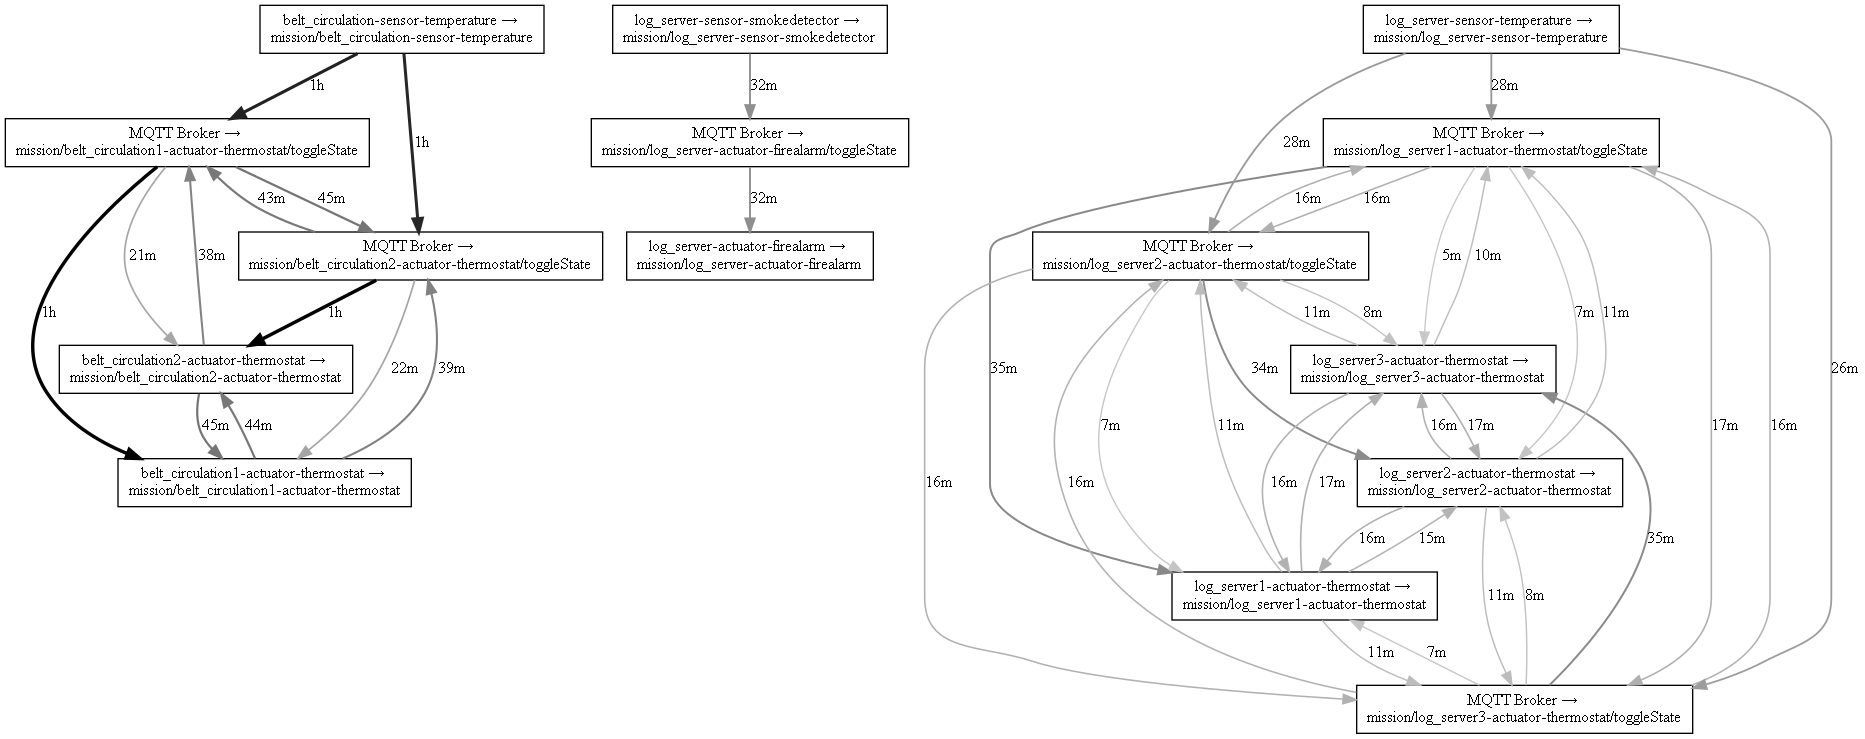 belt_circulation-sensor-temperature →
mission/belt_circulation-sensor-temperature
log_server-sensor-smokedetector →
mission/log_server-sensor-smokedetector
log_server-sensor-temperature →
mission/log_server-sensor-temperature
1h
32m
28m
MQTT Broker →
mission/belt_circulation1-actuator-thermostat/toggleState
MQTT Broker →
mission/log_server-actuator-firealarm/toggleState
MQTT Broker →
mission/log_server1-actuator-thermostat/toggleState
1h
28m
43m
45m
32m
16m
16m
MQTT Broker →
mission/belt_circulation2-actuator-thermostat/toggleState
log_server-actuator-firealarm →
mission/log_server-actuator-firealarm
MQTT Broker →
mission/log_server2-actuator-thermostat/toggleState
21m
38m
5m
10m
1h
1h
11m
8m
7m
11m
belt_circulation2-actuator-thermostat →
mission/belt_circulation2-actuator-thermostat
log_server3-actuator-thermostat →
mission/log_server3-actuator-thermostat
22m
39m
35m
34m
26m
45m
44m
7m
11m
16m
17m
17m
16m
belt_circulation1-actuator-thermostat →
mission/belt_circulation1-actuator-thermostat
log_server2-actuator-thermostat →
mission/log_server2-actuator-thermostat
16m
16m
16m
17m
16m
15m
35m
log_server1-actuator-thermostat →
mission/log_server1-actuator-thermostat
11m
8m
11m
7m
MQTT Broker →
mission/log_server3-actuator-thermostat/toggleState